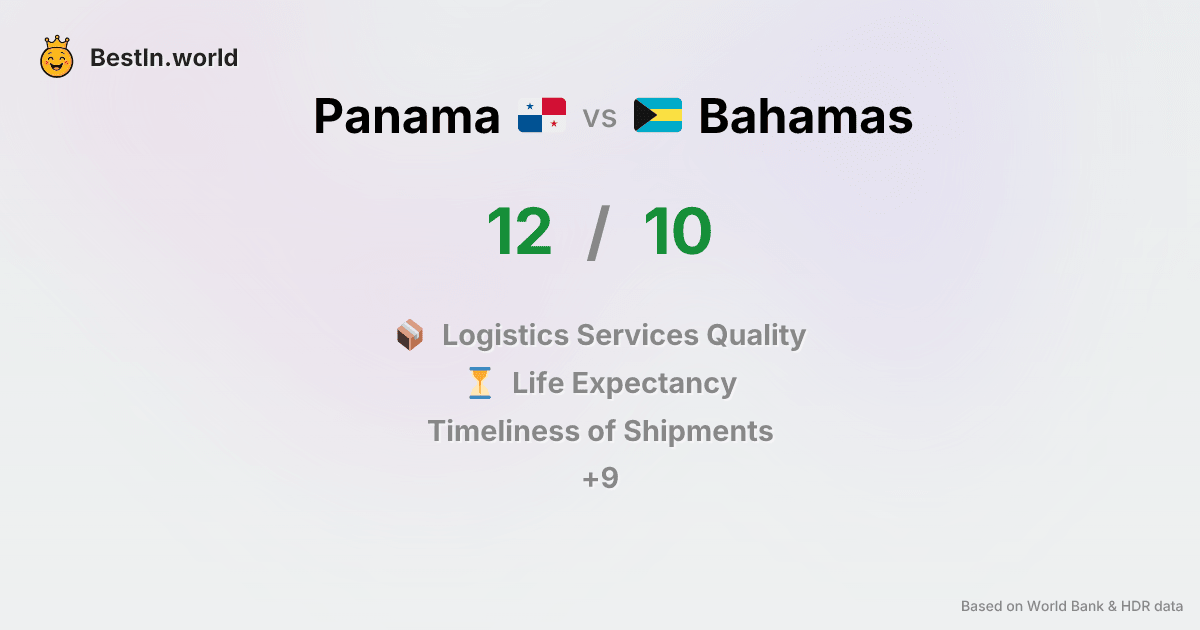 BestIn.world
Panama vs Bahamas
12 / 10
Logistics Services Quality
Life Expectancy
Timeliness of Shipments
+9
Based on World Bank & HDR data